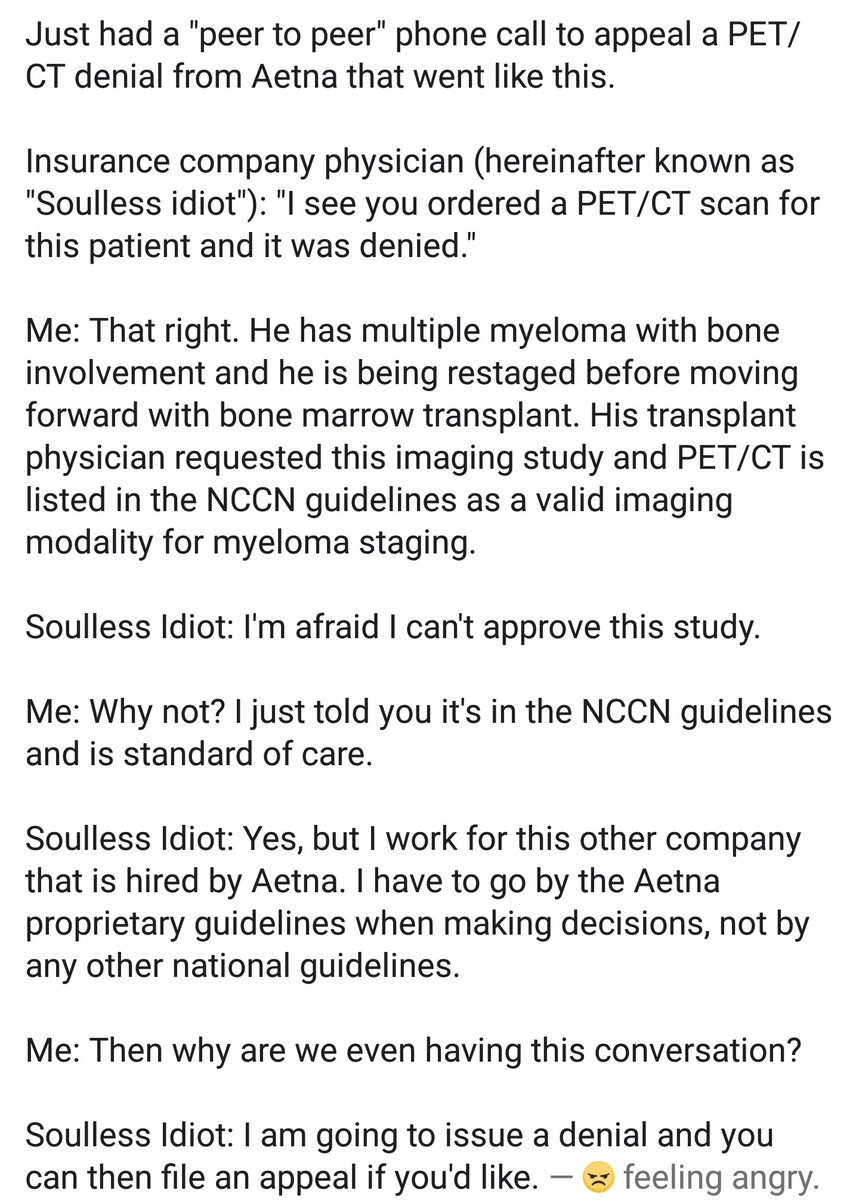 Just had a "peer to peer" phone call to appeal a PET/
CT denial from Aetna that went like this.
Insurance company physician (hereinafter known as
"Soulless idiot"): "I see you ordered a PET/CT scan for
this patient and it was denied."
Me: That right. He has multiple myeloma with bone
involvement and he is being restaged before moving
forward with bone marrow transplant. His transplant
physician requested this imaging study and PET/CT is
listed in the NCCN guidelines as a valid imaging
modality for myeloma staging.
Soulless Idiot: I'm afraid I can't approve this study.
Me: Why not? I just told you it's in the NCCN guidelines
and is standard of care.
Soulless Idiot: Yes, but I work for this other company
that is hired by Aetna. I have to go by the Aetna
proprietary guidelines when making decisions, not by
any other national guidelines.
Me: Then why are we even having this conversation?
Soulless Idiot: I am going to issue a denial and you
can then file an appeal if you'd like. — 😠 feeling angry.